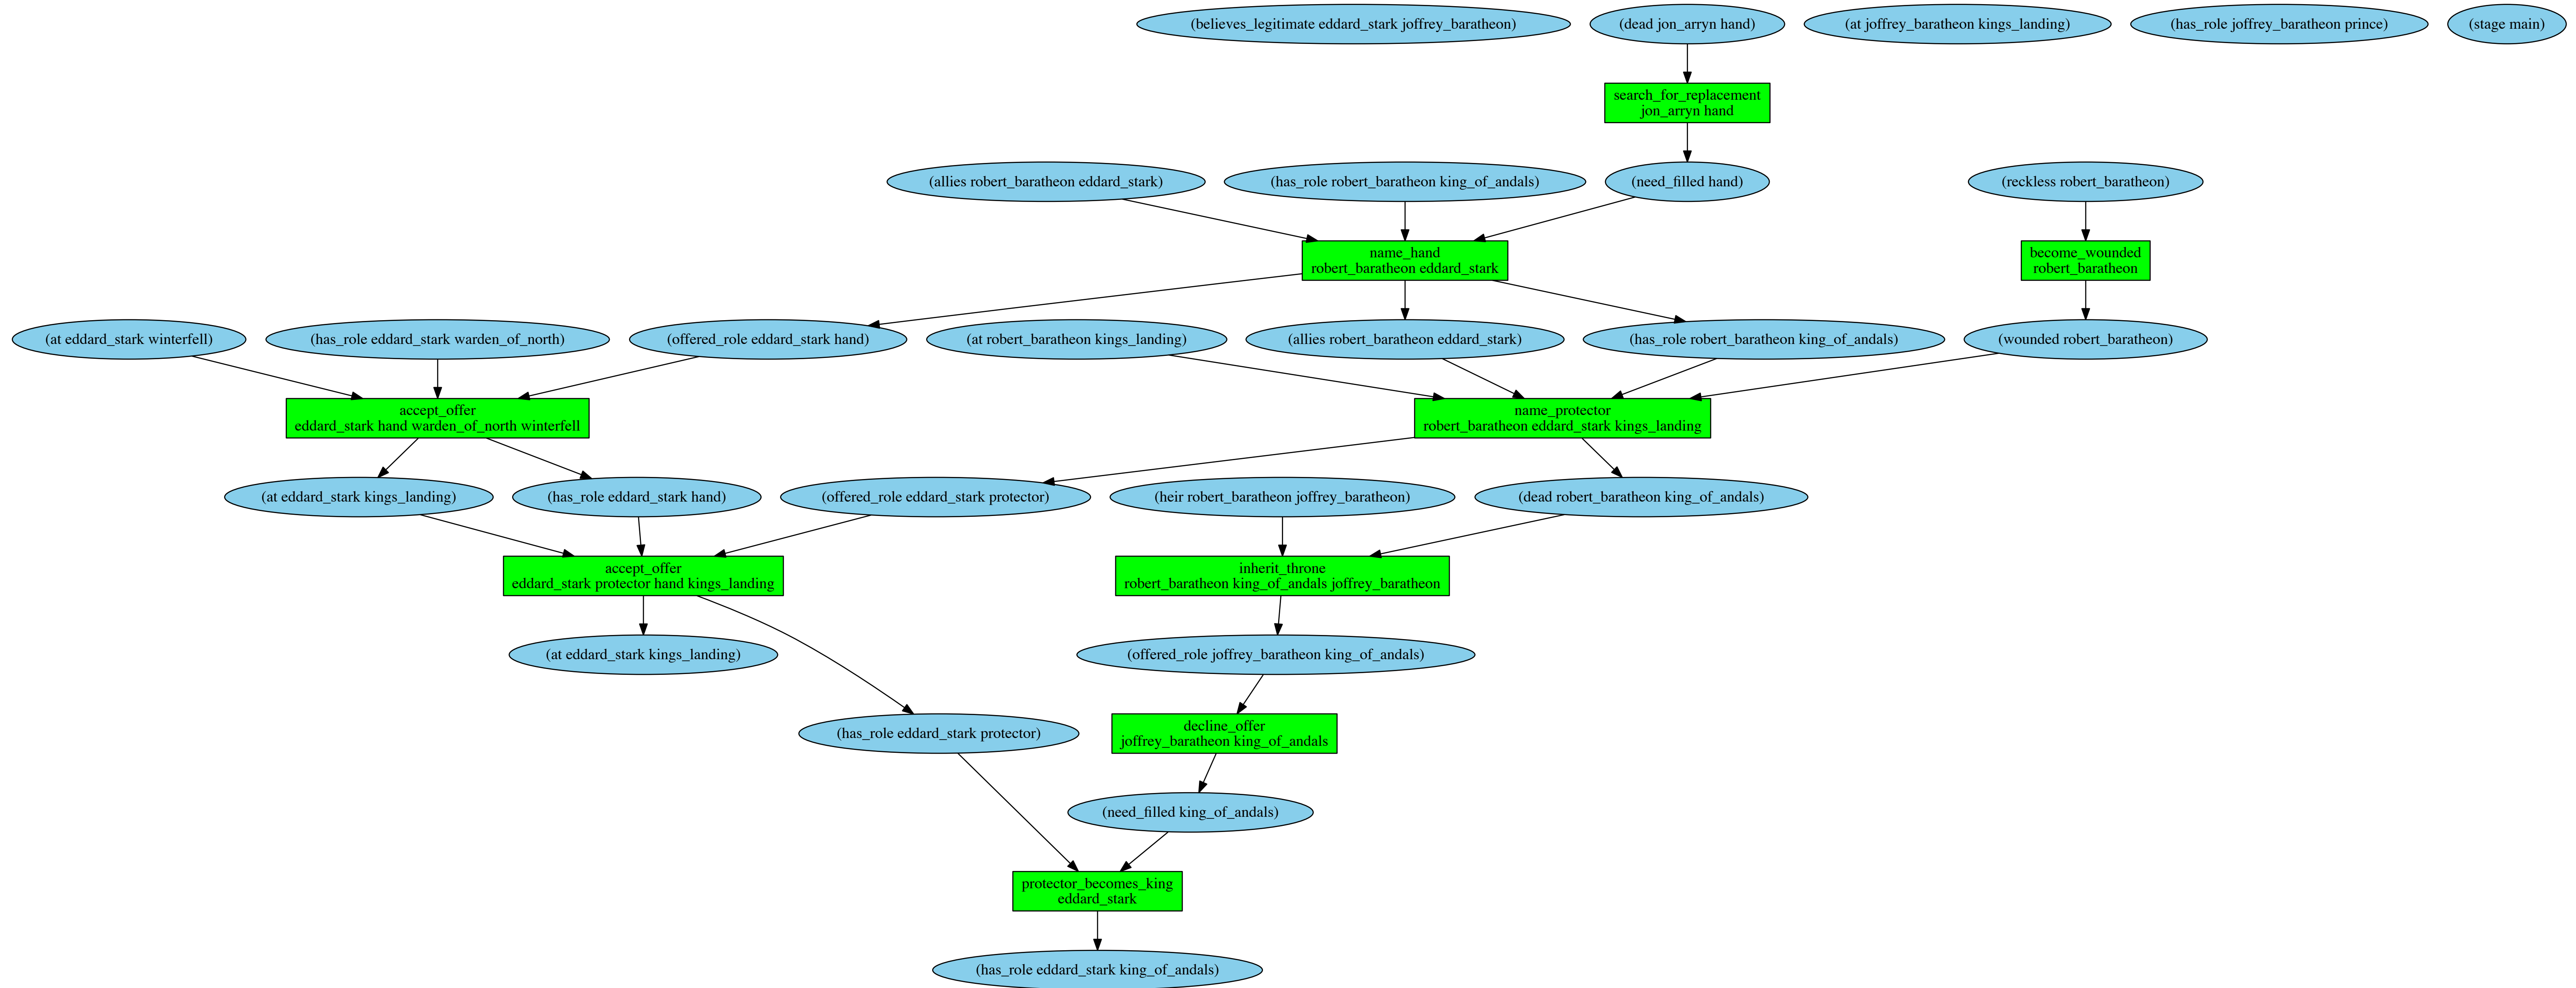 (believes_legitimate eddard_stark joffrey_baratheon)
(dead jon_arryn hand)
(at joffrey_baratheon kings_landing)
(has_role joffrey_baratheon prince)
(stage main)
search_for_replacement
jon_arryn hand
(allies robert_baratheon eddard_stark)
(has_role robert_baratheon king_of_andals)
(need_filled hand)
(reckless robert_baratheon)
name_hand
robert_baratheon eddard_stark
become_wounded
robert_baratheon
(at eddard_stark winterfell)
(has_role eddard_stark warden_of_north)
(offered_role eddard_stark hand)
(at robert_baratheon kings_landing)
(allies robert_baratheon eddard_stark)
(has_role robert_baratheon king_of_andals)
(wounded robert_baratheon)
accept_offer
eddard_stark hand warden_of_north winterfell
name_protector
robert_baratheon eddard_stark kings_landing
(at eddard_stark kings_landing)
(has_role eddard_stark hand)
(offered_role eddard_stark protector)
(heir robert_baratheon joffrey_baratheon)
(dead robert_baratheon king_of_andals)
accept_offer
eddard_stark protector hand kings_landing
inherit_throne
robert_baratheon king_of_andals joffrey_baratheon
(at eddard_stark kings_landing)
(offered_role joffrey_baratheon king_of_andals)
(has_role eddard_stark protector)
decline_offer
joffrey_baratheon king_of_andals
(need_filled king_of_andals)
protector_becomes_king
eddard_stark
(has_role eddard_stark king_of_andals)